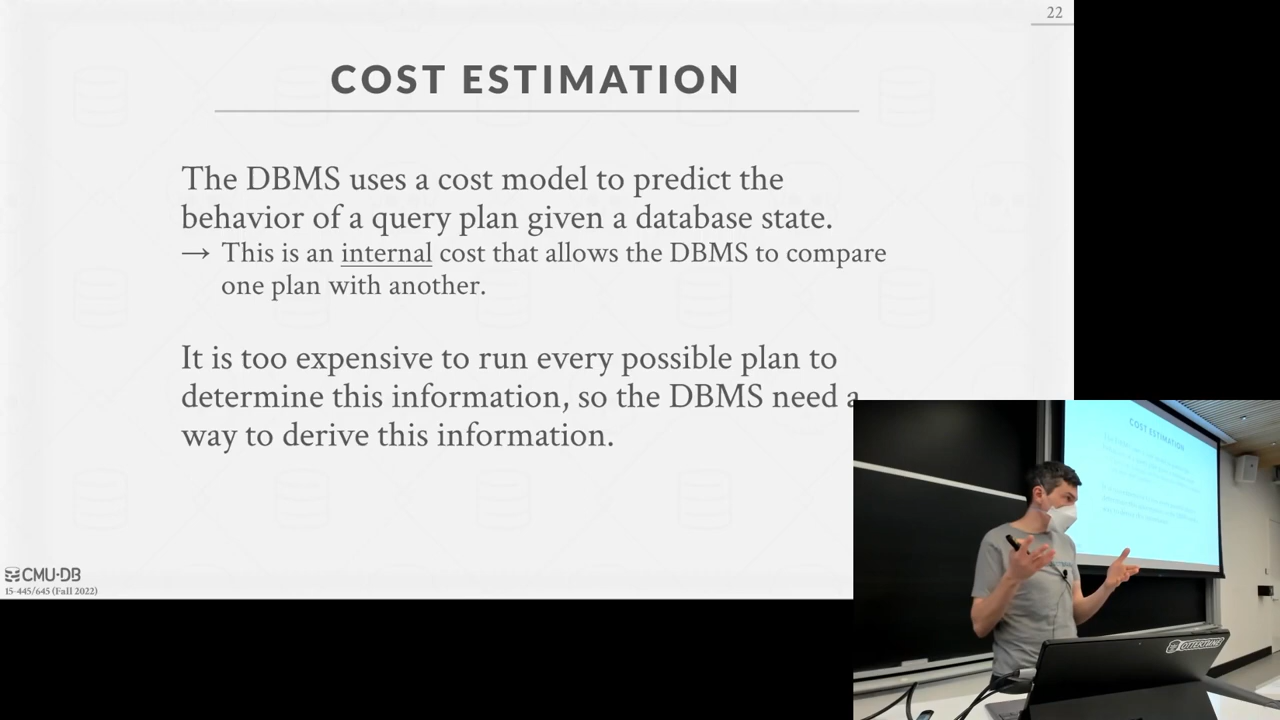 22
COST ESTIMATION
The DBMS uses a cost model to predict the
behavior of a query plan given a database state.
→ This is an internal cost that allows the DBMS to compare
one plan with another.
It is too expensive to run every possible plan to
determine this information, so the DBMS need a
way to derive this information.
CMU·DB
15-445/645 (Fall 2022)
COST ESTIMATION
OTTERTUNE